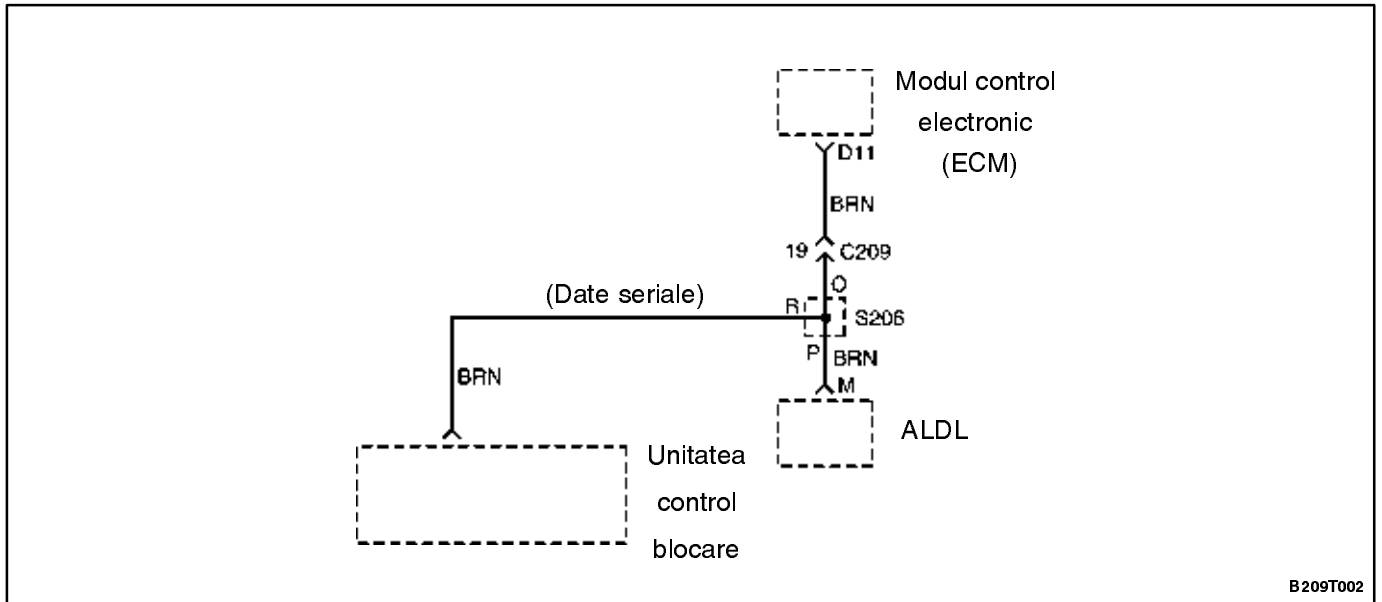 Modul control
electronic
(ECM)
D11
BRN
19 C209
O
(Date seriale)
R
S206
P BRN
BRN
M
ALDL
Unitatea
control
blocare
B209T002